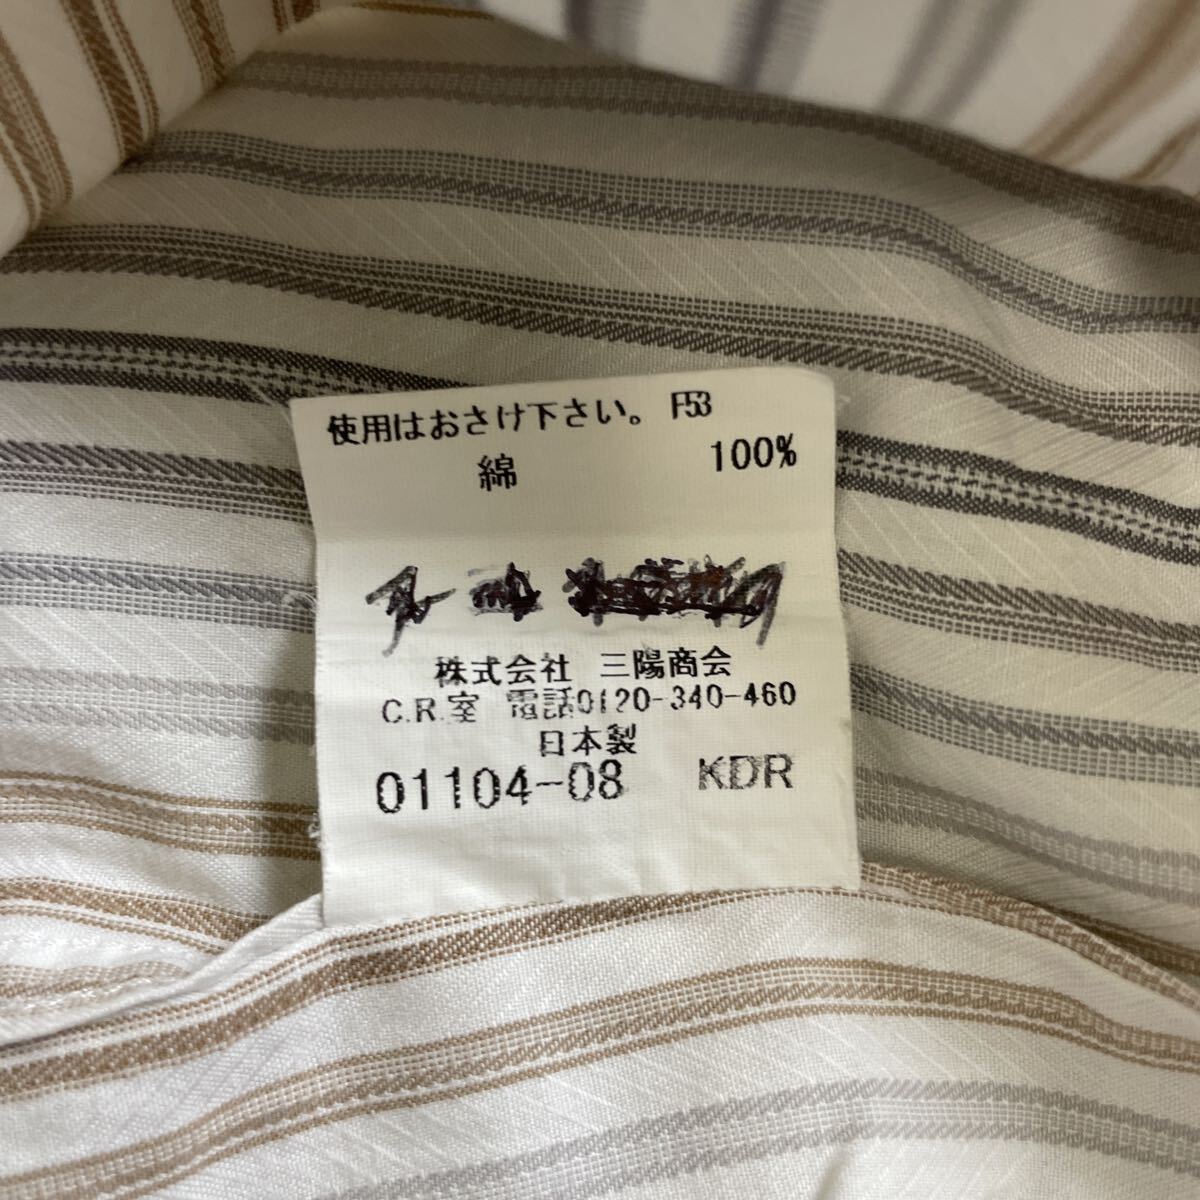 使用はおさけ下さい。 F53
綿 100%
株式会社 三陽商会
C.R.室 電話0120-340-460
日本製
01104-08 KDR